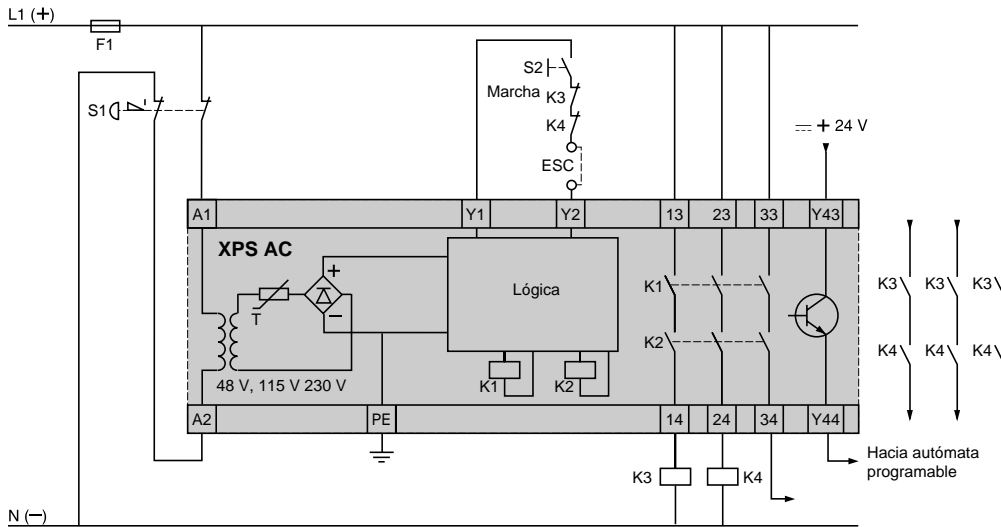 L1 (+)
F1
S2
Marcha
K3
K4
ESC
S1
+ 24 V
A1
Y1
Y2
13
23
33
Y43
XPS AC
+
−
T
Lógica
K1
K2
K1
K2
48 V, 115 V 230 V
K3
K3
K3
K4
K4
K4
A2
PE
14
24
34
Y44
K3
K4
Hacia autómata
programable
N (−)